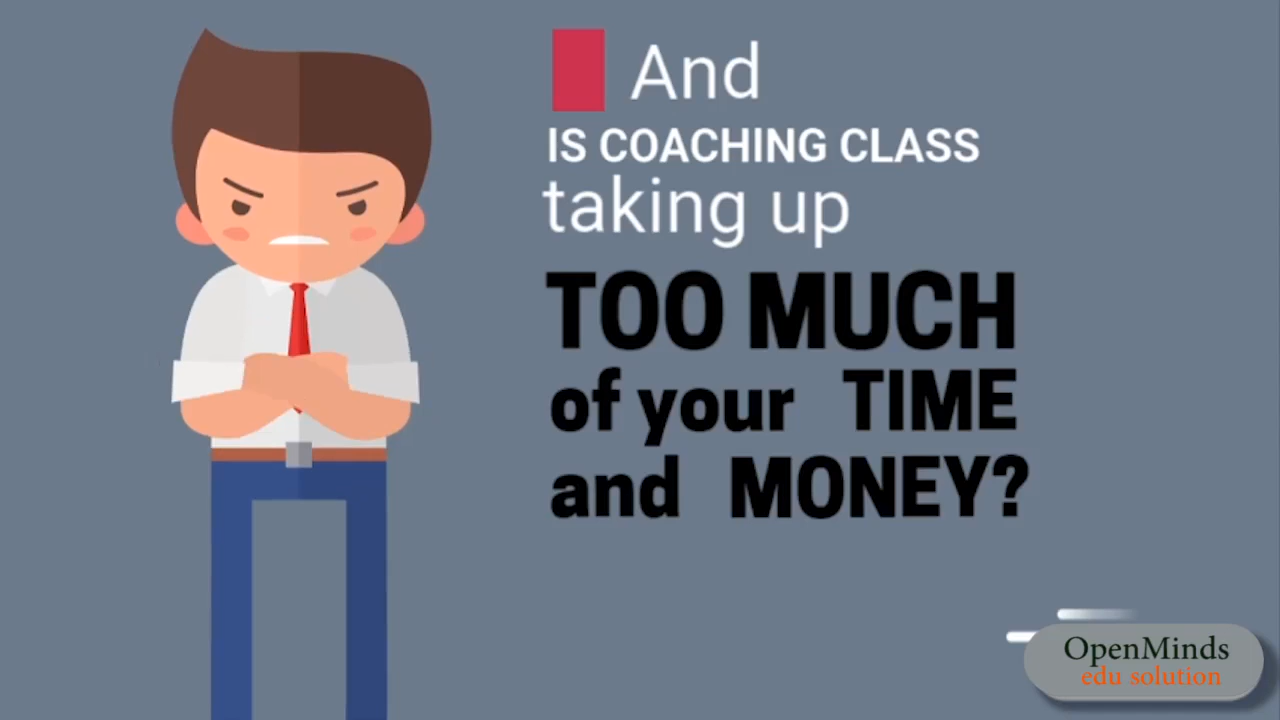 And
IS COACHING CLASS
taking up
TOO MUCH
of your TIME
and MONEY?
OpenMinds
edu solution